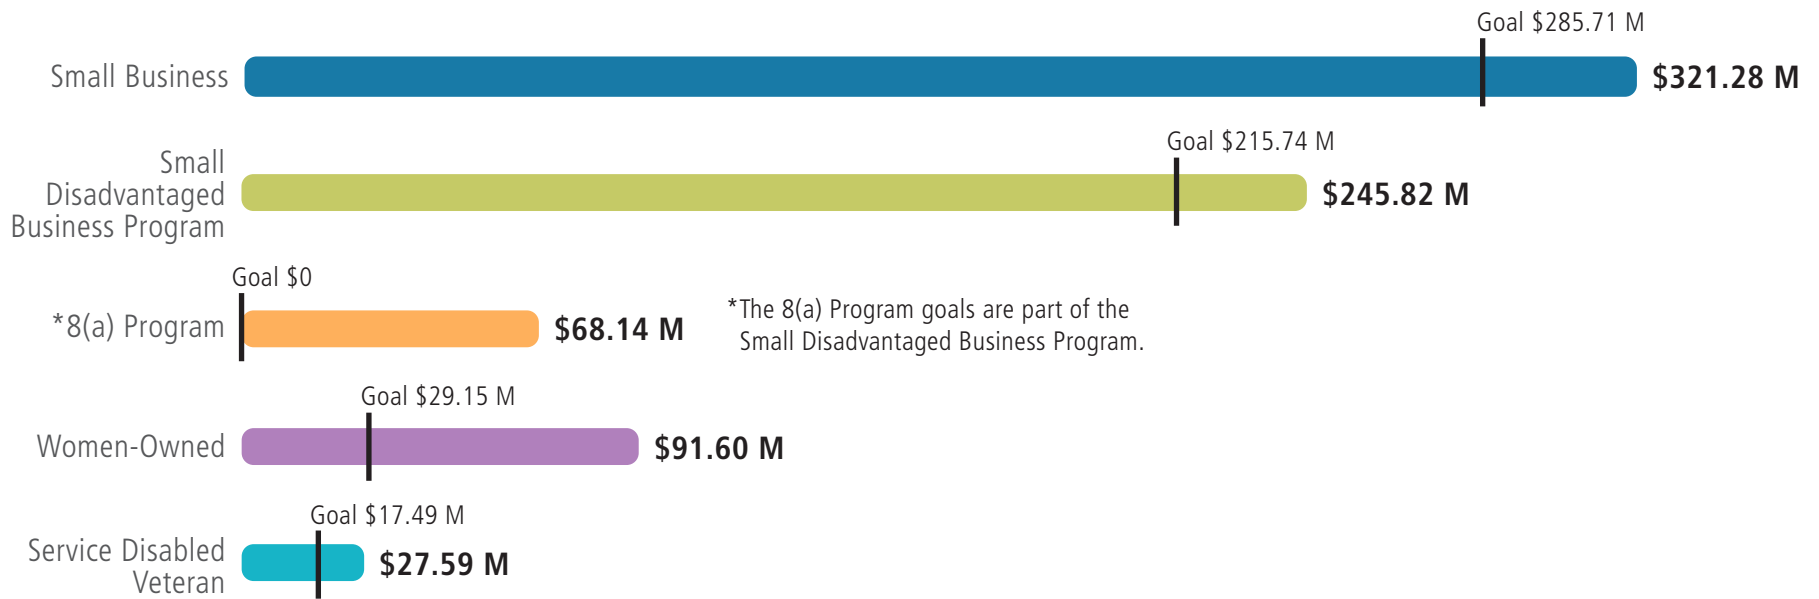 Goal $285.71 M
Small Business
$321.28 M
Goal $215.74 M
Small
Disadvantaged
Business Program
$245.82 M
Goal $0
*8(a) Program
$68.14 M
*The 8(a) Program goals are part of the
Small Disadvantaged Business Program.
Goal $29.15 M
Women-Owned
$91.60 M
Goal $17.49 M
Service Disabled
Veteran
$27.59 M